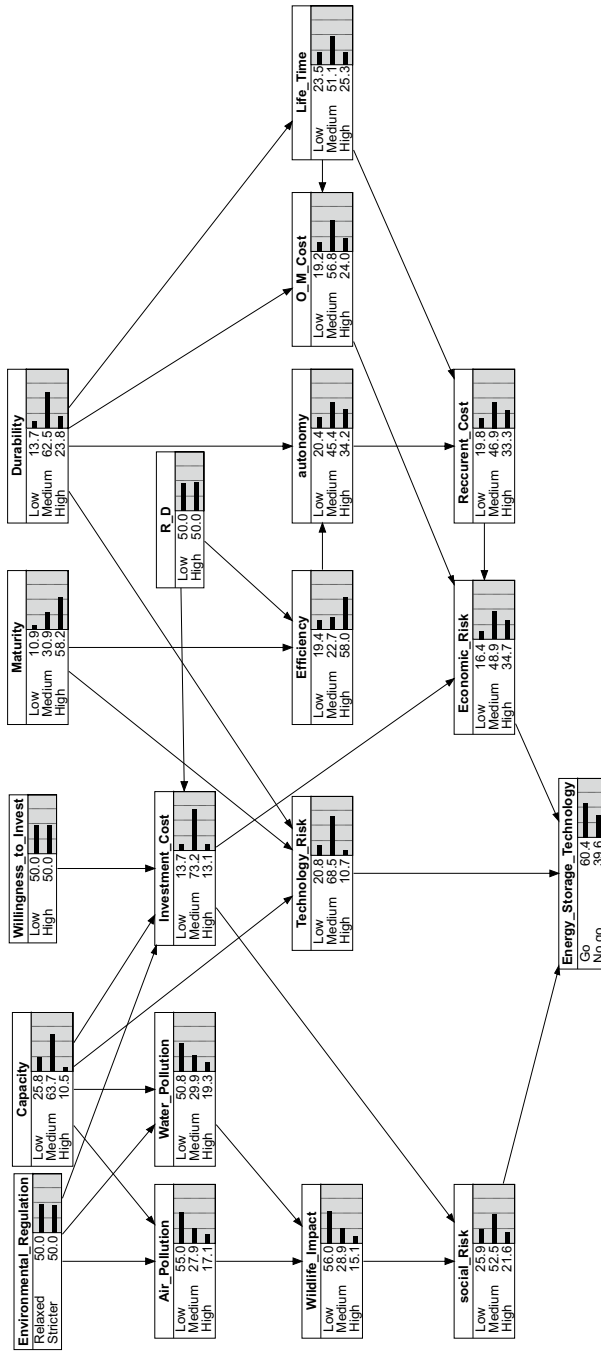 Environmental_Regulation
Relaxed 50.0
Stricter 50.0
Capacity
Low 25.8
Medium 63.7
High 10.5
Willingness_to_Invest
Low 50.0
High 50.0
Maturity
Low 10.9
Medium 30.9
High 58.2
Durability
Low 13.7
Medium 62.5
High 23.8
R_D
Low 50.0
High 50.0
Air_Pollution
Low 55.0
Medium 27.9
High 17.1
Water_Pollution
Low 50.8
Medium 29.9
High 19.3
Investment_Cost
Low 13.7
Medium 73.2
High 13.1
Wildlife_Impact
Low 56.0
Medium 28.9
High 15.1
Technology_Risk
Low 20.8
Medium 68.5
High 10.7
Efficiency
Low 19.4
Medium 22.7
High 58.0
autonomy
Low 20.4
Medium 45.4
High 34.2
O_M_Cost
Low 19.2
Medium 56.8
High 24.0
Life_Time
Low 23.5
Medium 51.1
High 25.3
social_Risk
Low 25.9
Medium 52.5
High 21.6
Economic_Risk
Low 16.4
Medium 48.9
High 34.7
Reccurent_Cost
Low 19.8
Medium 46.9
High 33.3
Energy_Storage_Technology
Go 60.4
No go 39.6